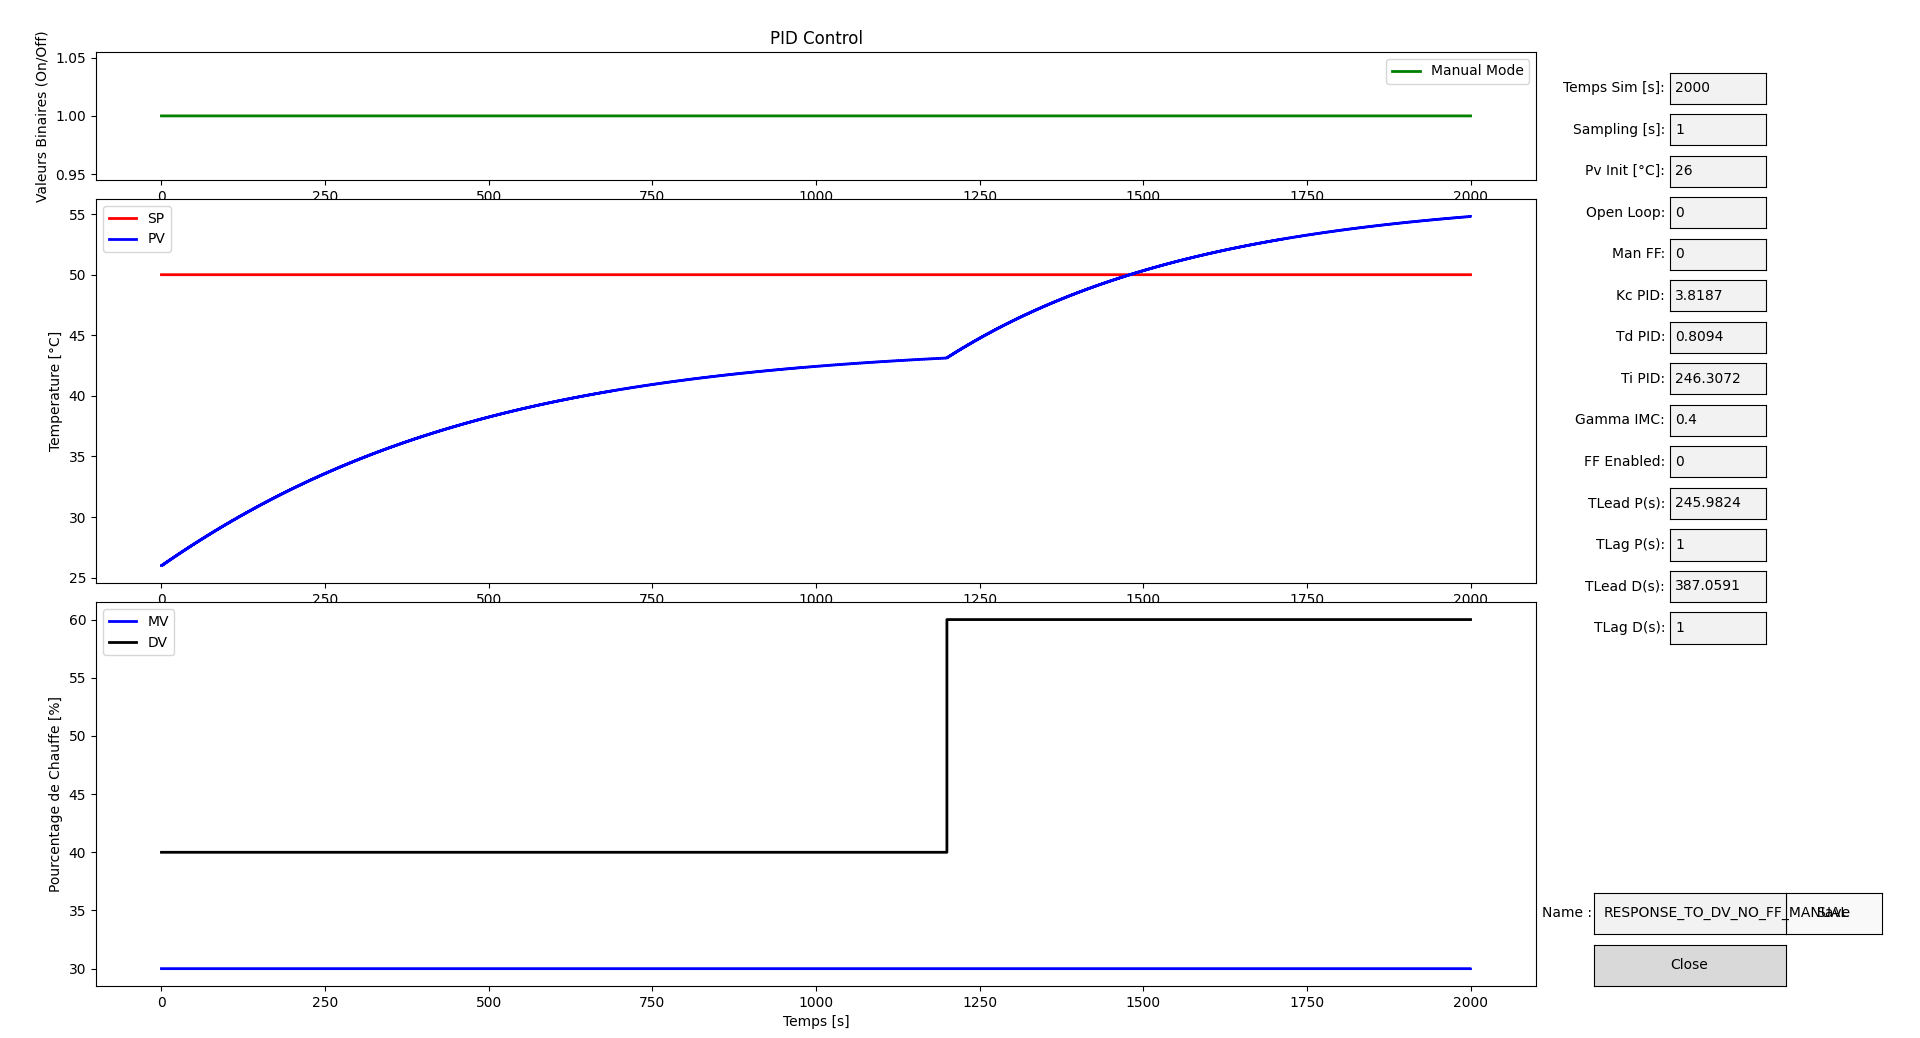 PID Control
Valeurs Binaires (On/Off)
1.05
1.00
0.95
Manual Mode
0 250 500 750 1000 1250 1500 1750 2000
Temperature [°C]
55
50
45
40
35
30
25
SP
PV
0 250 500 750 1000 1250 1500 1750 2000
Pourcentage de Chauffe [%]
60
55
50
45
40
35
30
MV
DV
0 250 500 750 1000 1250 1500 1750 2000
Temps [s]
Temps Sim [s]: 2000
Sampling [s]: 1
Pv Init [°C]: 26
Open Loop: 0
Man FF: 0
Kc PID: 3.8187
Td PID: 0.8094
Ti PID: 246.3072
Gamma IMC: 0.4
FF Enabled: 0
TLead P(s): 245.9824
TLag P(s): 1
TLead D(s): 387.0591
TLag D(s): 1
Name : RESPONSE_TO_DV_NO_FF_MANUAL Save
Close